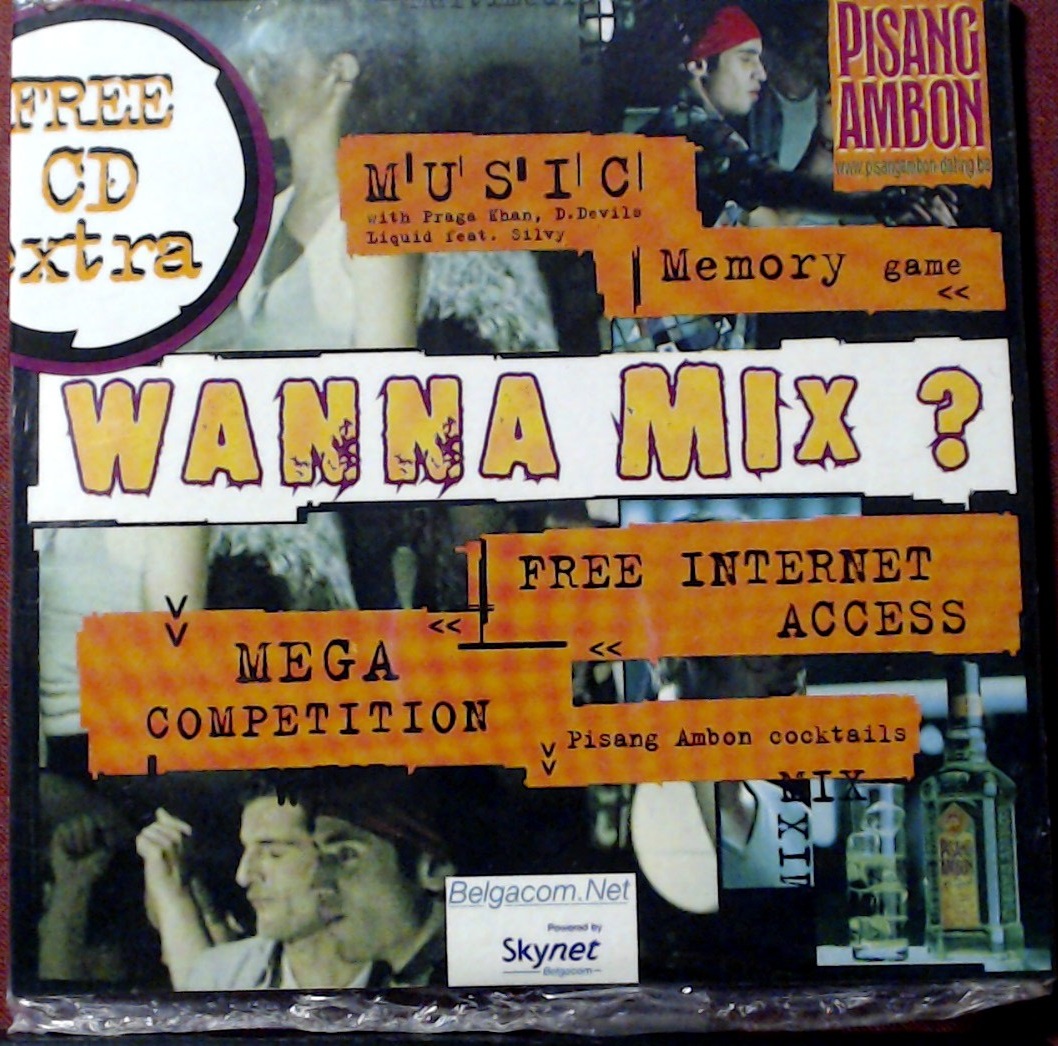 FREE
CD
extra
PISANG
AMBON
www.pisangambon-dating.be
MUSIC
with Praga Khan, D.Devils
Liquid feat. Silvy
Memory game
<<
WANNA MIX ?
FREE INTERNET
ACCESS
<<
<<
MEGA
COMPETITION
Pisang Ambon cocktails
MIX
MIX
PISANG
AMBON
Belgacom.Net
Powered by
Skynet
Belgacom